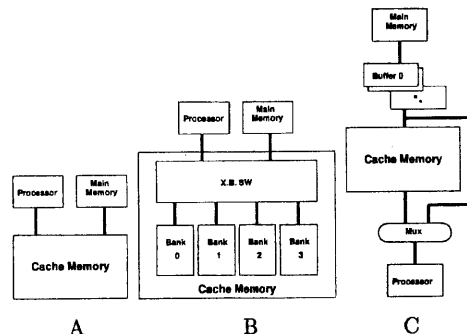 Processor
Main
Memory
Cache Memory
A
Processor
Main
Memory
X.B. SW
Bank
0
Bank
1
Bank
2
Bank
3
Cache Memory
B
Main
Memory
Buffer 0
Cache Memory
Mux
Processor
C